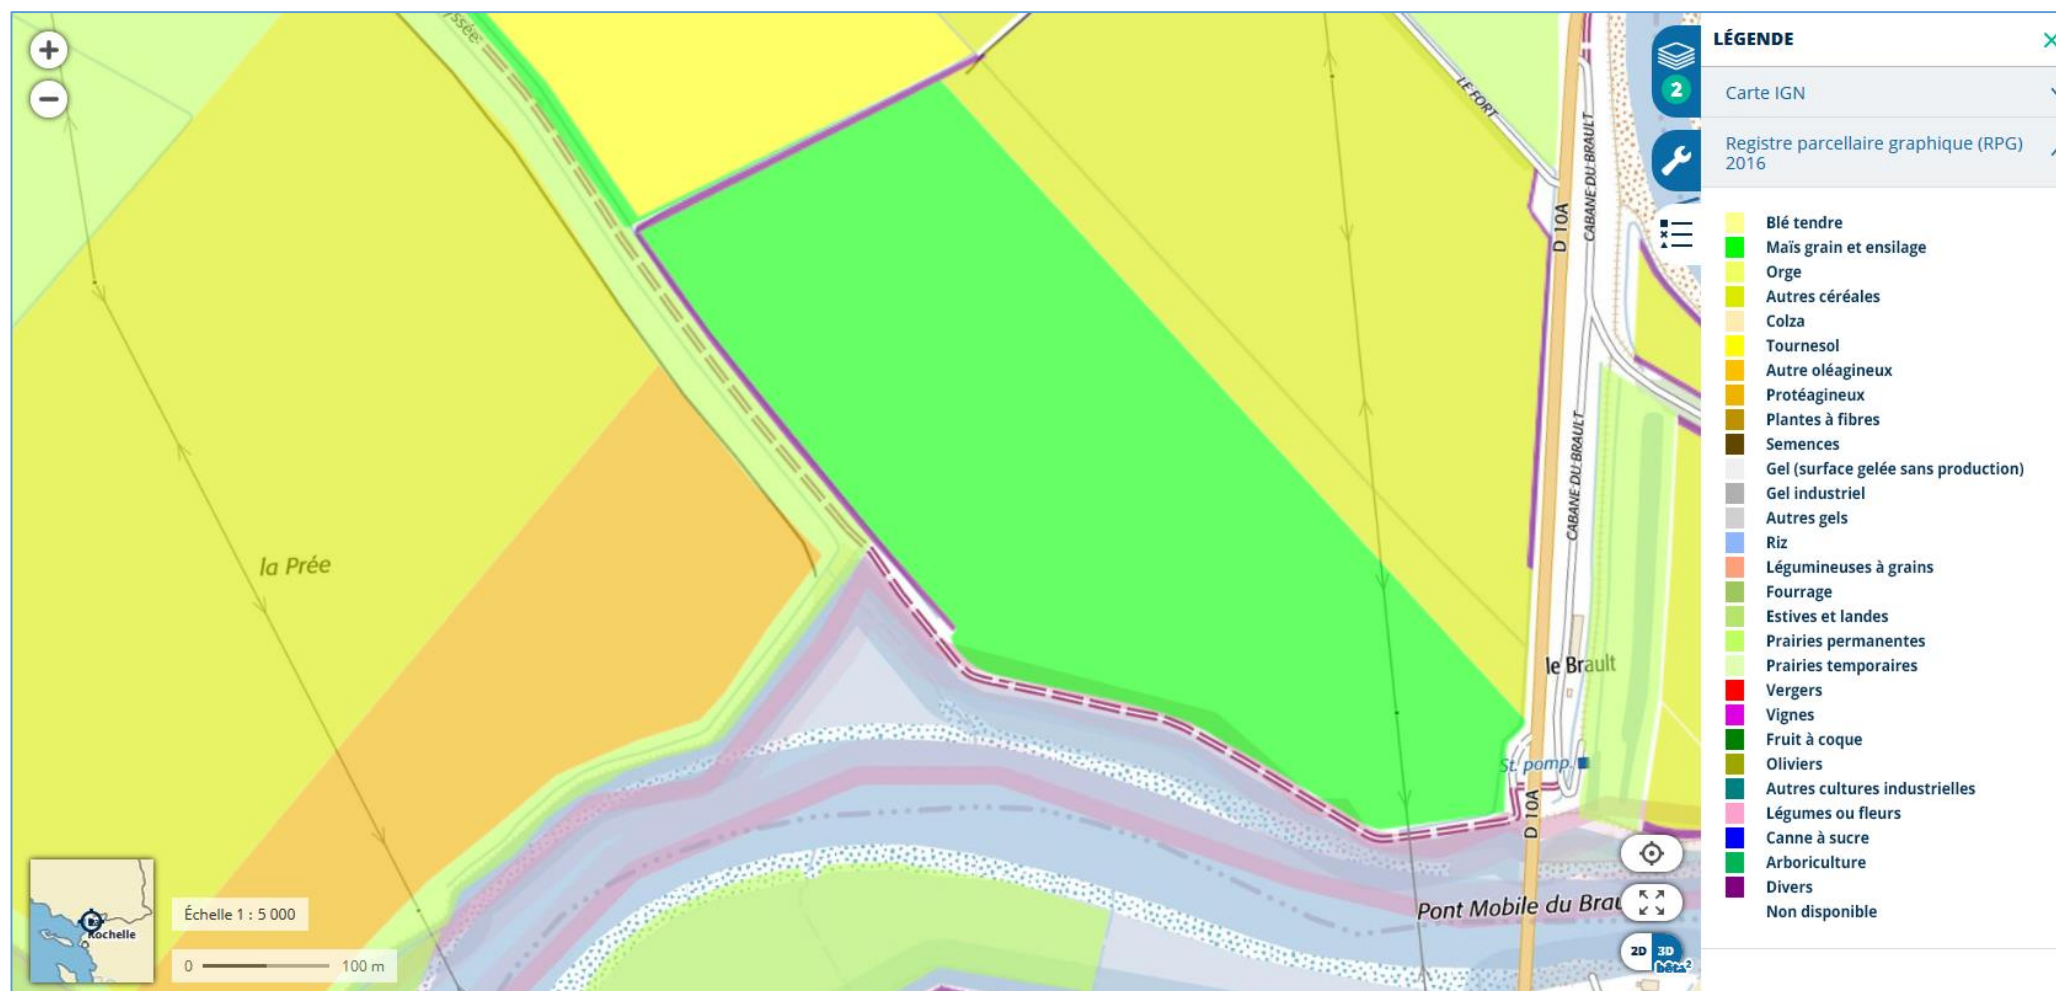 yssée
LE FORT
CABANE DU BRAULT
D 10A
CABANE DU BRAULT
la Prée
le Brault
St. pomp.
D 10A
Pont Mobile du Brau
Rochelle
Échelle 1 : 5 000
0 100 m
2
2D 3D
bêta²
LÉGENDE
Carte IGN
Registre parcellaire graphique (RPG)
2016
Blé tendre
Maïs grain et ensilage
Orge
Autres céréales
Colza
Tournesol
Autre oléagineux
Protéagineux
Plantes à fibres
Semences
Gel (surface gelée sans production)
Gel industriel
Autres gels
Riz
Légumineuses à grains
Fourrage
Estives et landes
Prairies permanentes
Prairies temporaires
Vergers
Vignes
Fruit à coque
Oliviers
Autres cultures industrielles
Légumes ou fleurs
Canne à sucre
Arboriculture
Divers
Non disponible